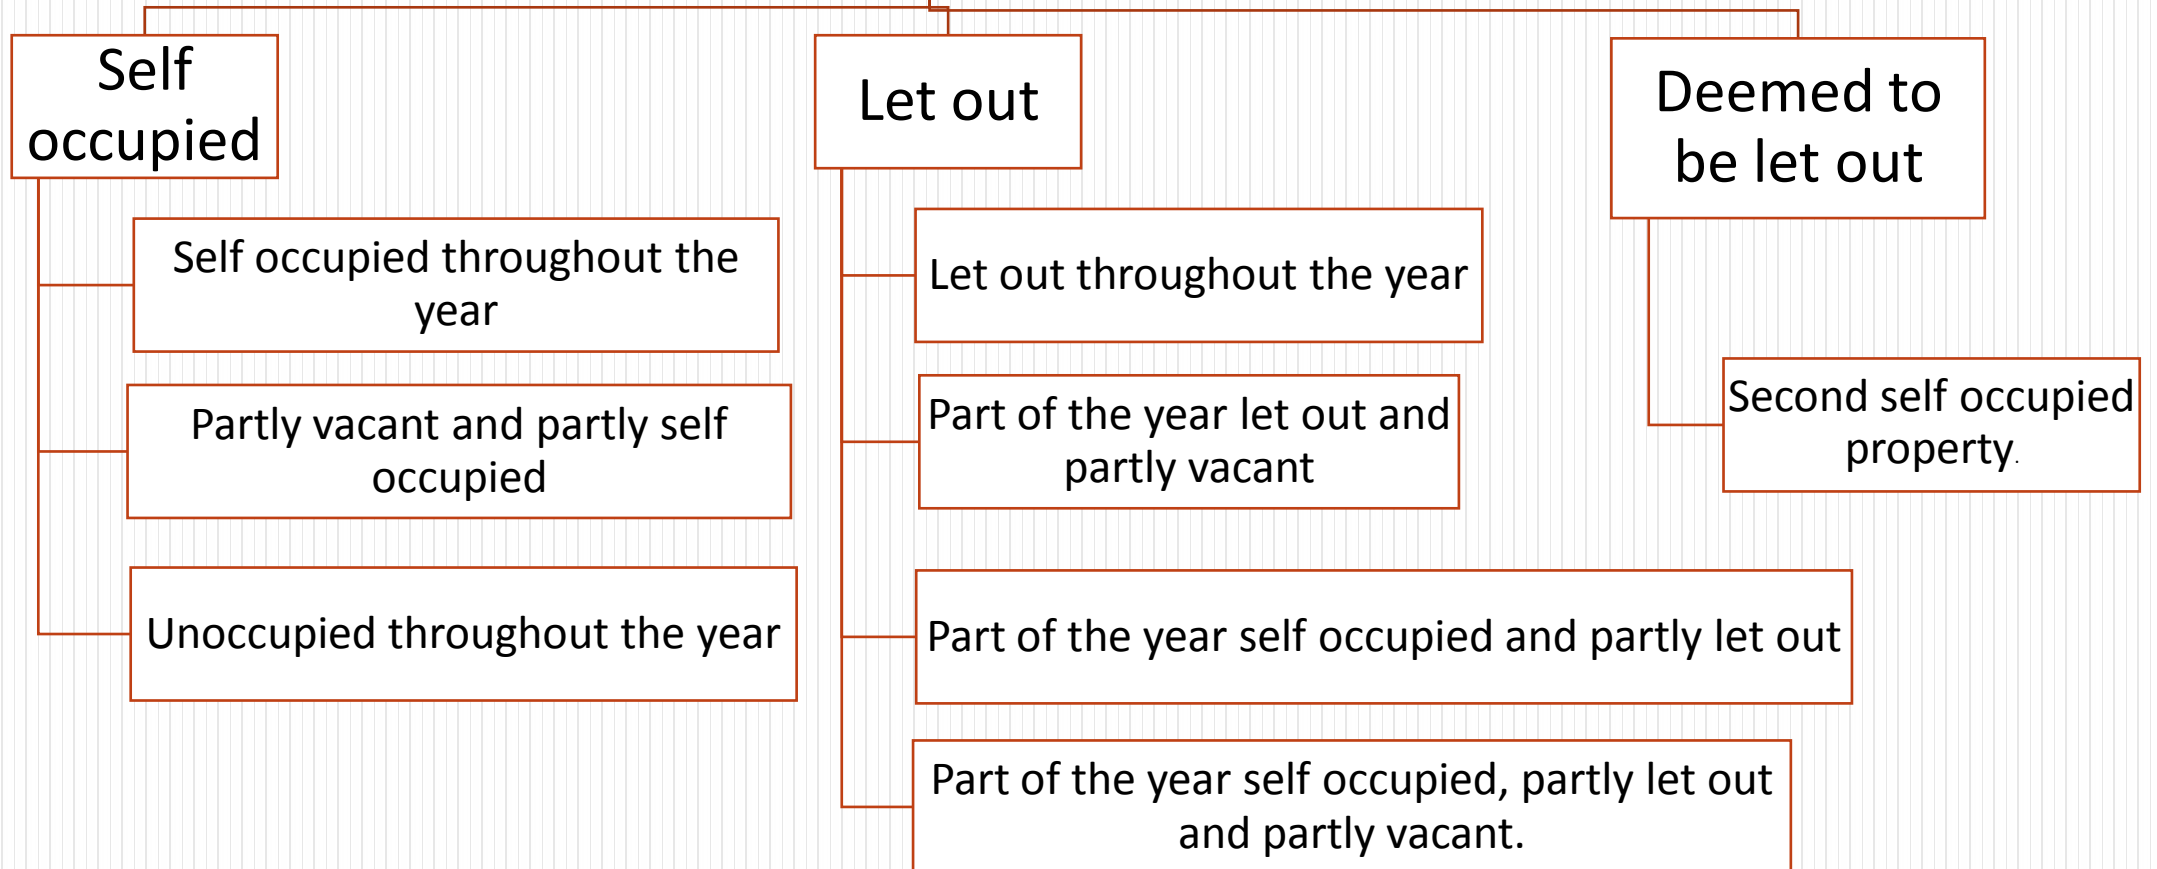 Self
occupied
Self occupied throughout the
year
Partly vacant and partly self
occupied
Unoccupied throughout the year
Let out
Let out throughout the year
Part of the year let out and
partly vacant
Part of the year self occupied and partly let out
Part of the year self occupied, partly let out
and partly vacant.
Deemed to
be let out
Second self occupied
property.